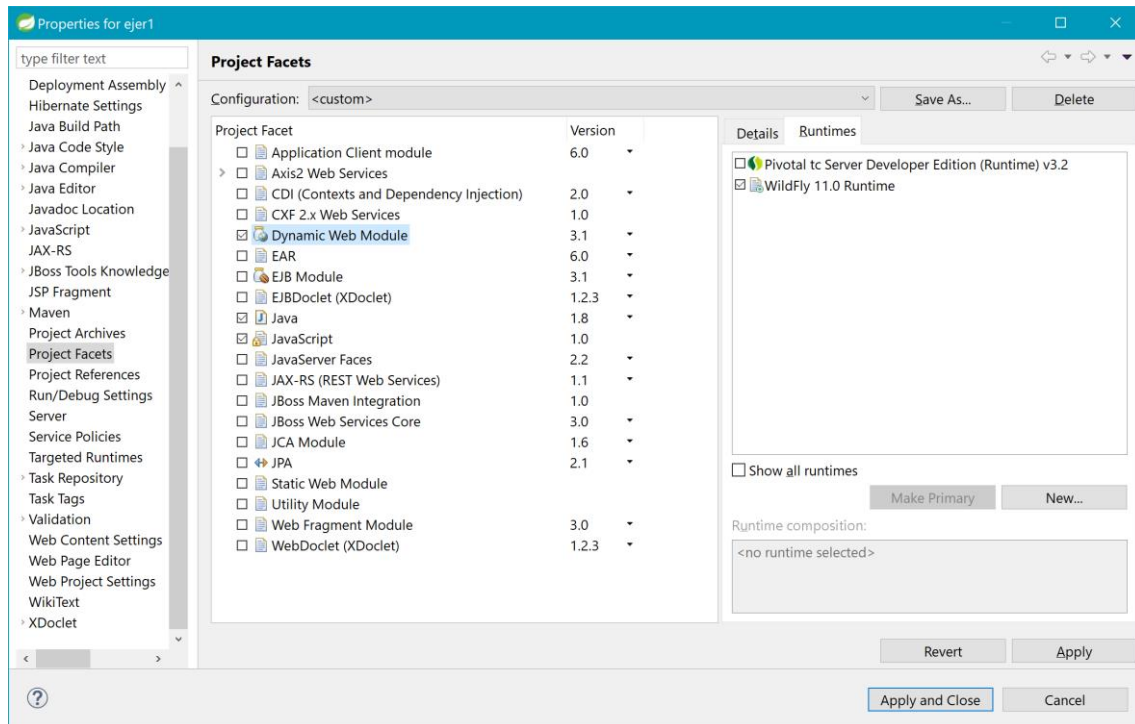 Properties for ejer1
type filter text
Deployment Assembly
Hibernate Settings
Java Build Path
Java Code Style
Java Compiler
Java Editor
Javadoc Location
JavaScript
JAX-RS
JBoss Tools Knowledge
JSP Fragment
Maven
Project Archives
Project Facets
Project References
Run/Debug Settings
Server
Service Policies
Targeted Runtimes
Task Repository
Task Tags
Validation
Web Content Settings
Web Page Editor
Web Project Settings
WikiText
XDoclet
Project Facets
Configuration: <custom> Save As... Delete
Project Facet Version
Application Client module 6.0
Axis2 Web Services
CDI (Contexts and Dependency Injection) 2.0
CXF 2.x Web Services 1.0
Dynamic Web Module 3.1
EAR 6.0
EJB Module 3.1
EJBDoclet (XDoclet) 1.2.3
Java 1.8
JavaScript 1.0
JavaServer Faces 2.2
JAX-RS (REST Web Services) 1.1
JBoss Maven Integration 1.0
JBoss Web Services Core 3.0
JCA Module 1.6
JPA 2.1
Static Web Module
Utility Module
Web Fragment Module 3.0
WebDoclet (XDoclet) 1.2.3
Details Runtimes
Pivotal tc Server Developer Edition (Runtime) v3.2
WildFly 11.0 Runtime
Show all runtimes
Make Primary New...
Runtime composition:
<no runtime selected>
Revert Apply
Apply and Close Cancel